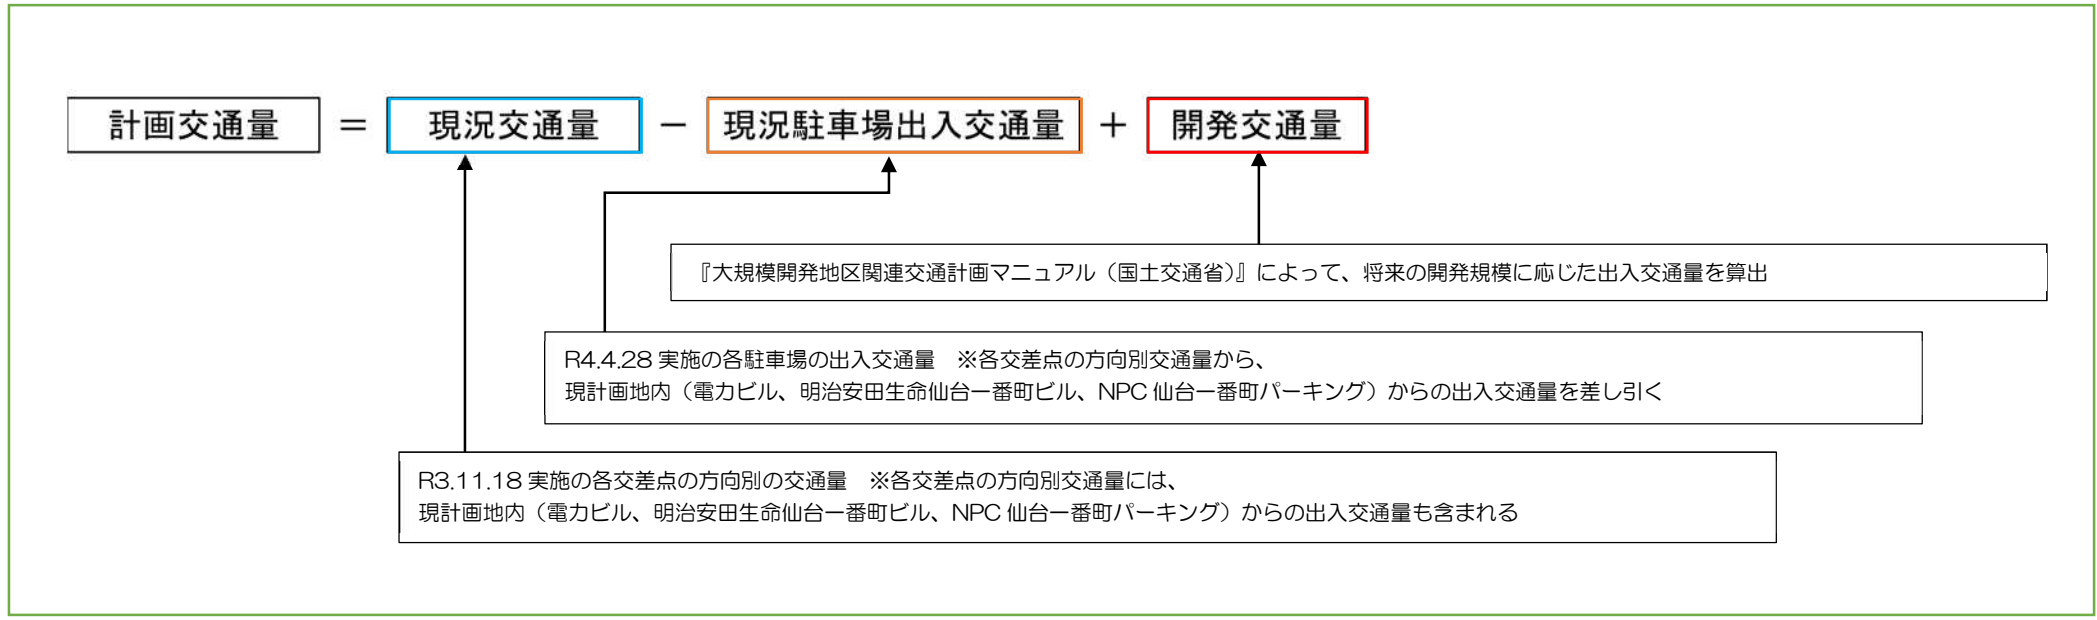 計画交通量 = 現況交通量 － 現況駐車場出入交通量 ＋ 開発交通量
『大規模開発地区関連交通計画マニュアル（国土交通省）』によって、将来の開発規模に応じた出入交通量を算出
R4.4.28 実施の各駐車場の出入交通量　※各交差点の方向別交通量から、
現計画地内（電力ビル、明治安田生命仙台一番町ビル、NPC 仙台一番町パーキング）からの出入交通量を差し引く
R3.11.18 実施の各交差点の方向別の交通量　※各交差点の方向別交通量には、
現計画地内（電力ビル、明治安田生命仙台一番町ビル、NPC 仙台一番町パーキング）からの出入交通量も含まれる